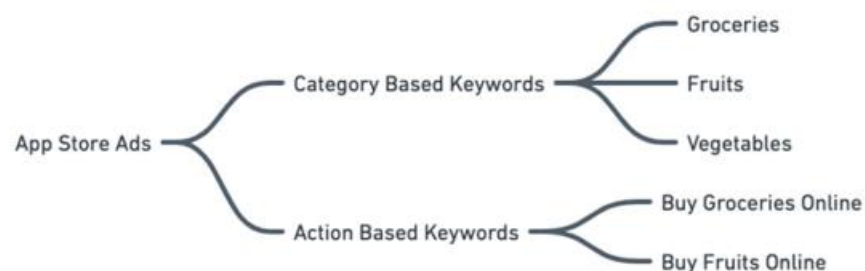 Groceries
Category Based Keywords
Fruits
App Store Ads
Vegetables
Buy Groceries Online
Action Based Keywords
Buy Fruits Online